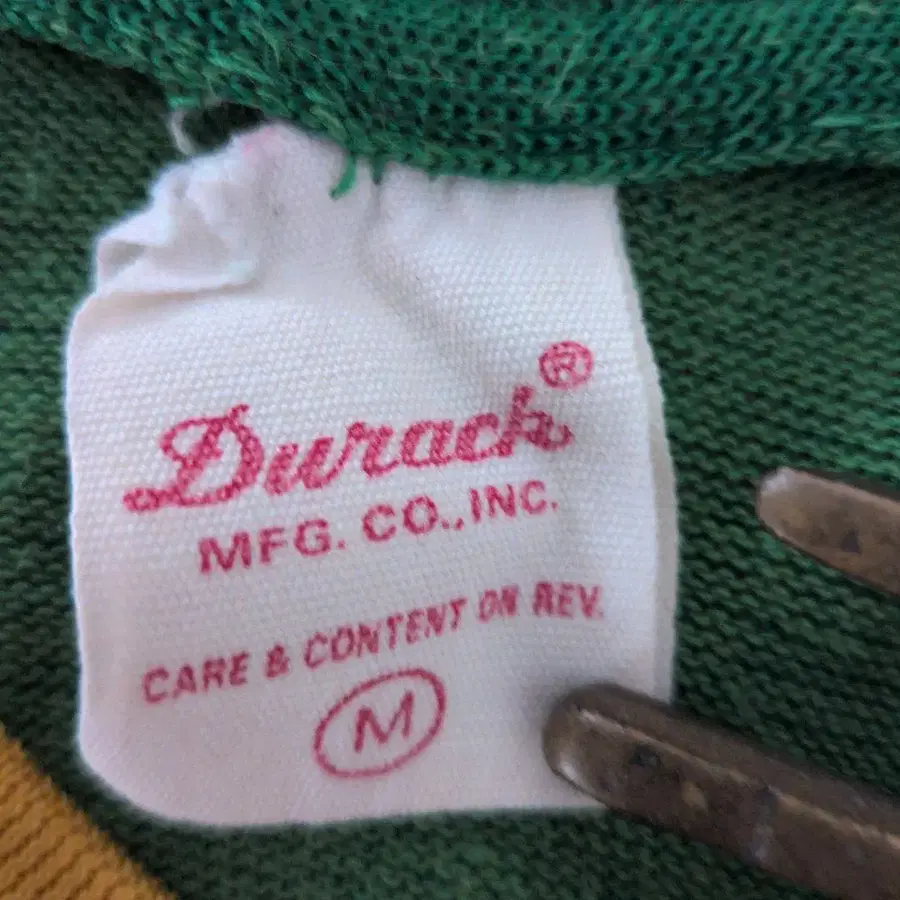 Durack®
MFG. CO., INC.
CARE & CONTENT ON REV.
M